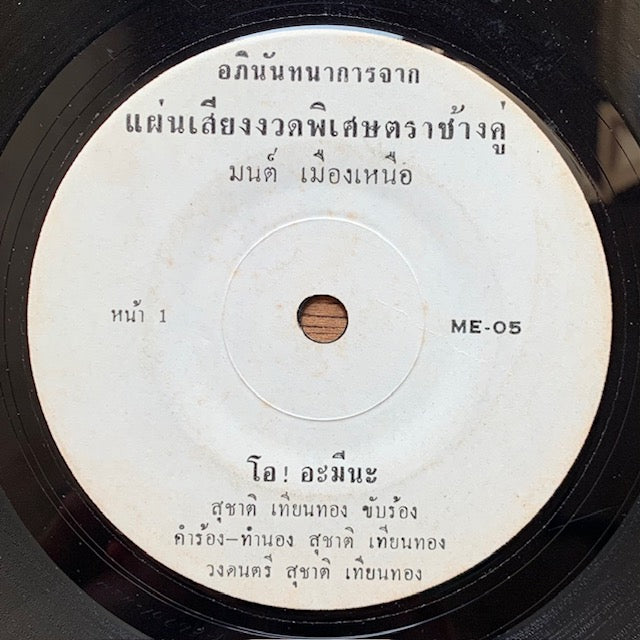 อภินันทนาการจาก
แผ่นเสียงงวดพิเศษตราช้างคู่
มนต์ เมืองเหนือ
หน้า 1
ME-05
โอ! อะมีนะ
สุชาติ เทียนทอง ขับร้อง
คำร้อง-ทำนอง สุชาติ เทียนทอง
วงดนตรี สุชาติ เทียนทอง